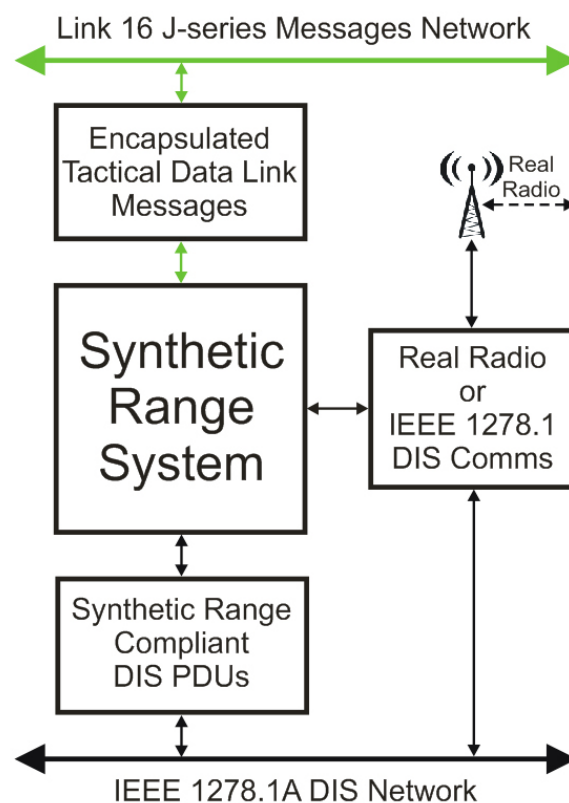 Link 16 J-series Messages Network
Encapsulated
Tactical Data Link
Messages
Real
Radio
Synthetic
Range
System
Real Radio
or
IEEE 1278.1
DIS Comms
Synthetic Range
Compliant
DIS PDUs
IEEE 1278.1A DIS Network